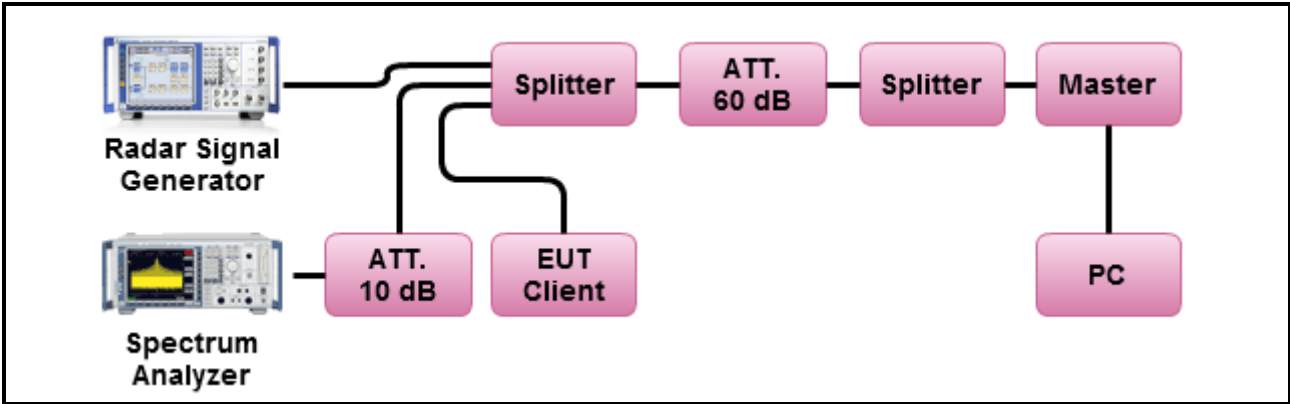 Splitter
ATT.
60 dB
Splitter
Master
Radar Signal
Generator
ATT.
10 dB
EUT
Client
PC
Spectrum
Analyzer